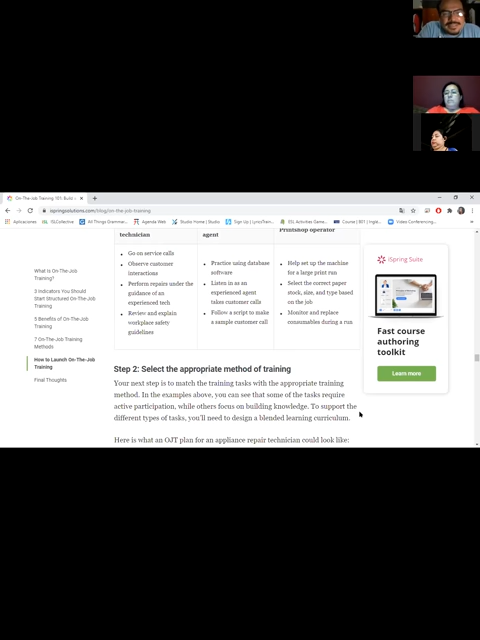 On-The-Job Training 101: Build
ispringsolutions.com/blog/on-the-job-training
Aplicaciones
ISLCollective
All Things Grammar...
Agenda Web
Studio Home | Studio
Sign Up | LyricsTrain...
ESL Activities Game...
Course | 901 | Ingle...
Video Conferencing,...
technician
agent
Printshop operator
Go on service calls
Observe customer
interactions
Perform repairs under the
guidance of an
experienced tech
Review and explain
workplace safety
guidelines
Practice using database
software
Listen in as an
experienced agent
takes customer calls
Follow a script to make
a sample customer call
Help set up the machine
for a large print run
Select the correct paper
stock, size, and type based
on the job
Monitor and replace
consumables during a run
What is On-The-Job
Training?
3 Indicators You Should
Start Structured On-The-Job
Training
5 Benefits of On-The-Job
Training
7 On-The-Job Training
Methods
How to Launch On-The-Job
Training
Final Thoughts
iSpring Suite
Fast course
authoring
toolkit
Learn more
Step 2: Select the appropriate method of training
Your next step is to match the training tasks with the appropriate training
method. In the examples above, you can see that some of the tasks require
active participation, while others focus on building knowledge. To support the
different types of tasks, you'll need to design a blended learning curriculum.
Here is what an OJT plan for an appliance repair technician could look like: